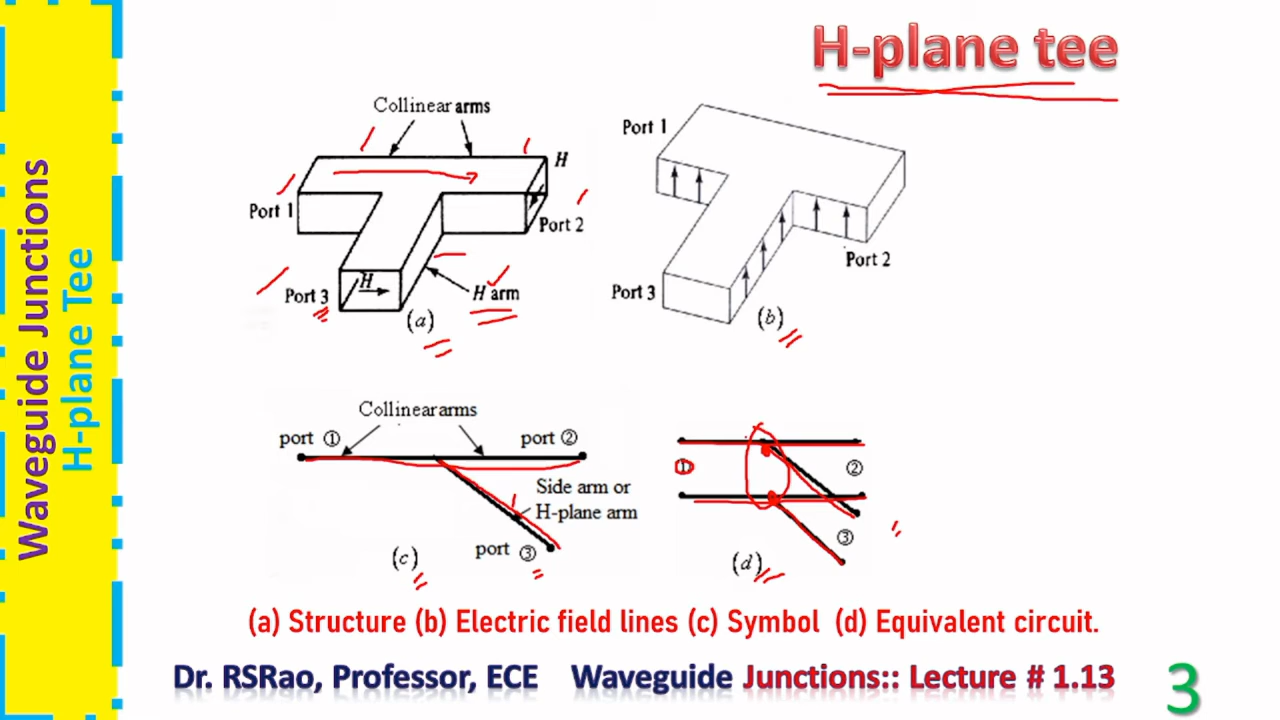 Waveguide Junctions
H-plane Tee
H-plane tee
Collinear arms
H
Port 1
Port 2
H
Port 3
H arm
(a)
Port 1
Port 2
Port 3
(b)
Collinear arms
port ①
port ②
Side arm or
H-plane arm
port ③
(c)
①
②
③
(d)
(a) Structure (b) Electric field lines (c) Symbol (d) Equivalent circuit.
Dr. RSRao, Professor, ECE Waveguide Junctions:: Lecture # 1.13
3